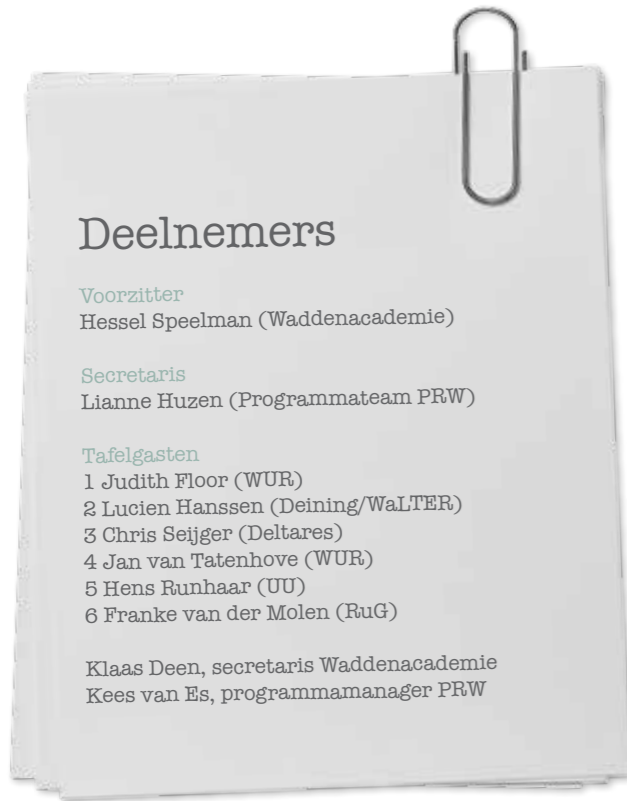 Deelnemers
Voorzitter
Hessel Speelman (Waddenacademie)
Secretaris
Lianne Huzen (Programmateam PRW)
Tafelgasten
1 Judith Floor (WUR)
2 Lucien Hanssen (Deining/WaLTER)
3 Chris Seijger (Deltares)
4 Jan van Tatenhove (WUR)
5 Hens Runhaar (UU)
6 Franke van der Molen (RuG)
Klaas Deen, secretaris Waddenacademie
Kees van Es, programmamanager PRW